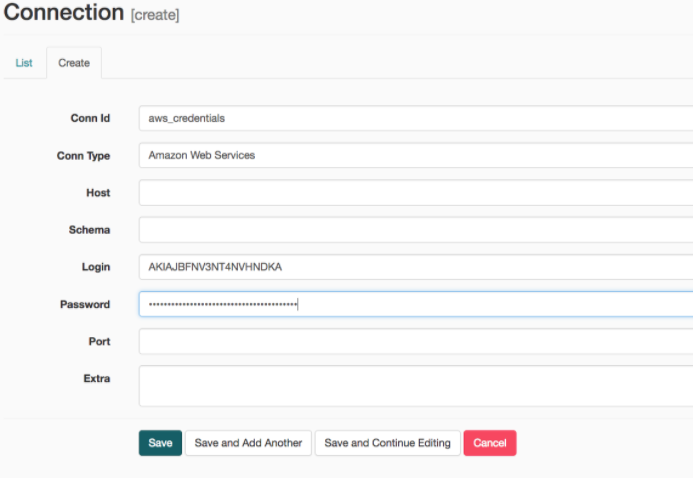 Connection [create]
List Create
Conn Id aws_credentials
Conn Type Amazon Web Services
Host
Schema
Login AKIAJBFNV3NT4NVHNDKA
Password ••••••••••••••••••••••••••••••••••••••••
Port
Extra
Save Save and Add Another Save and Continue Editing Cancel